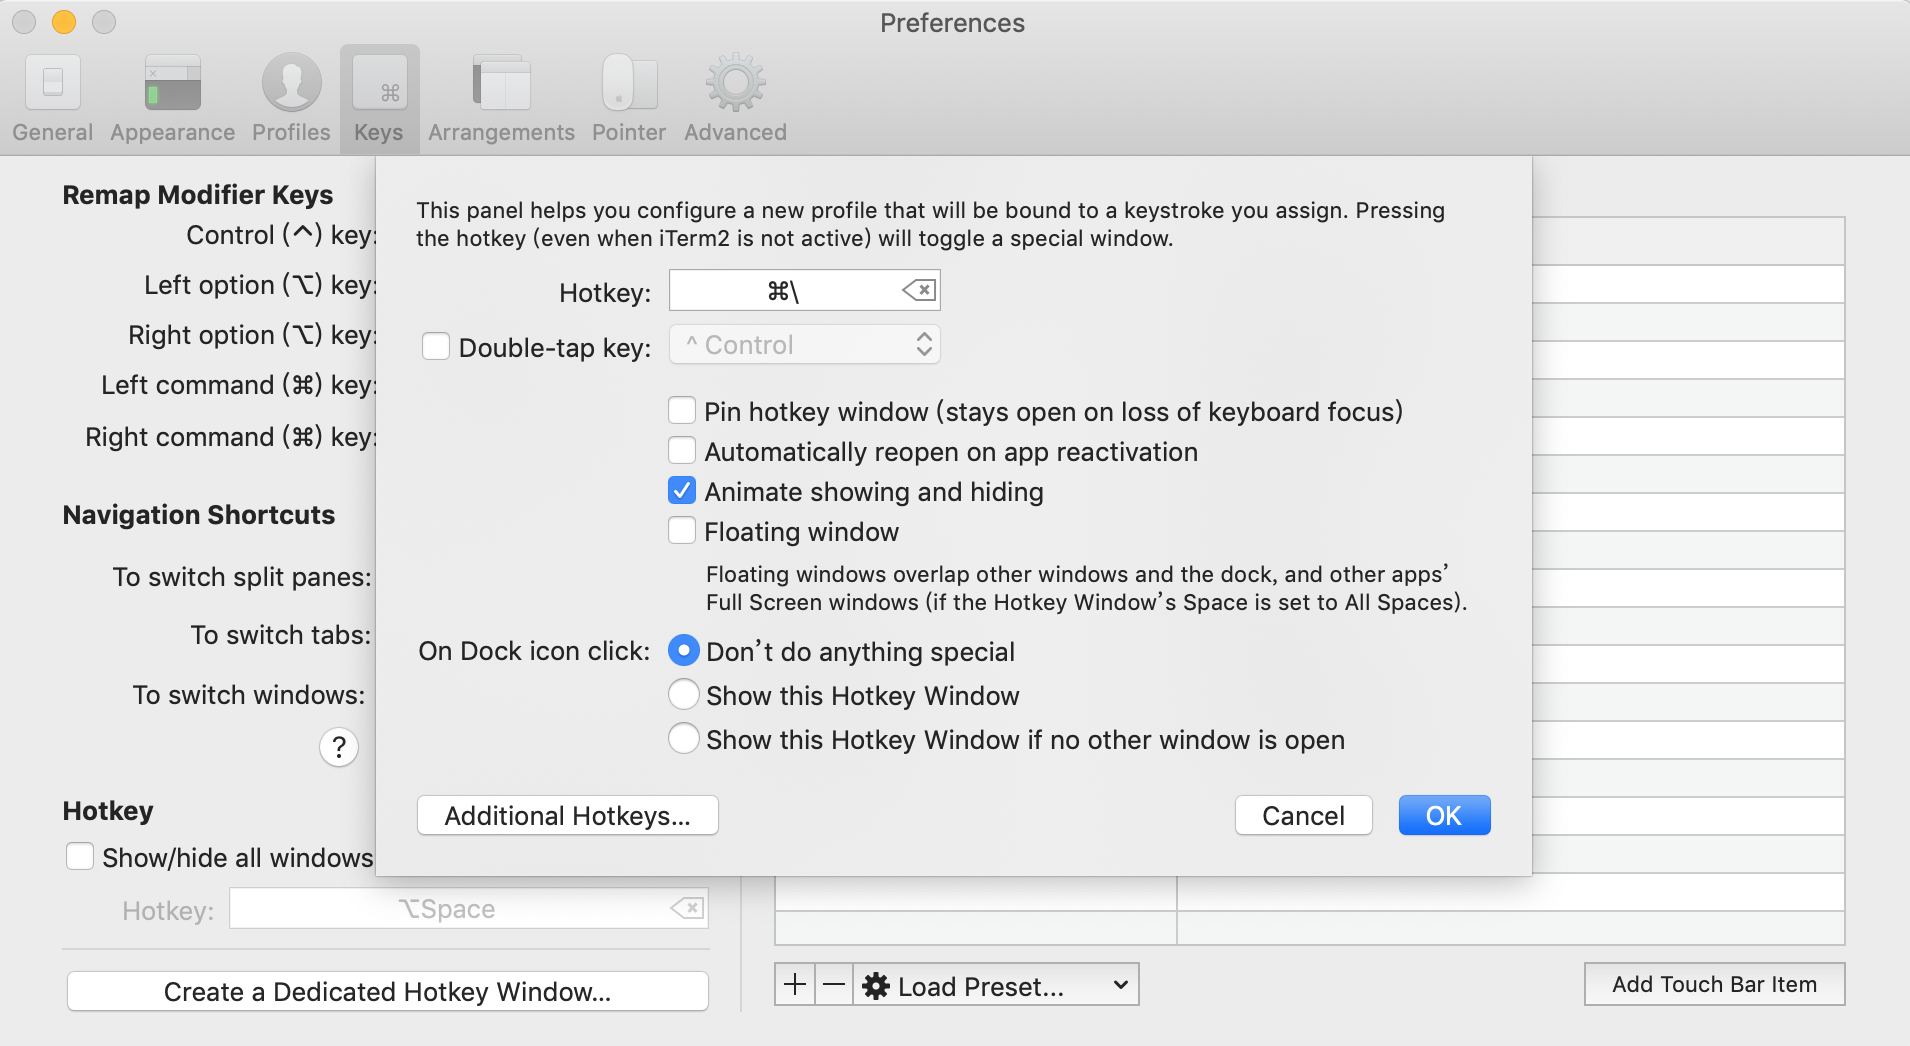 Preferences
General
Appearance
Profiles
Keys
Arrangements
Pointer
Advanced
Remap Modifier Keys
Control (^) key:
Left option (⌥) key:
Right option (⌥) key:
Left command (⌘) key:
Right command (⌘) key:
Navigation Shortcuts
To switch split panes:
To switch tabs:
To switch windows:
?
Hotkey
Show/hide all windows
Hotkey:
⌥Space
Create a Dedicated Hotkey Window...
This panel helps you configure a new profile that will be bound to a keystroke you assign. Pressing
the hotkey (even when iTerm2 is not active) will toggle a special window.
Hotkey:
⌘\
Double-tap key:
^ Control
Pin hotkey window (stays open on loss of keyboard focus)
Automatically reopen on app reactivation
Animate showing and hiding
Floating window
Floating windows overlap other windows and the dock, and other apps’
Full Screen windows (if the Hotkey Window’s Space is set to All Spaces).
On Dock icon click:
Don’t do anything special
Show this Hotkey Window
Show this Hotkey Window if no other window is open
Additional Hotkeys...
Cancel
OK
Load Preset...
Add Touch Bar Item